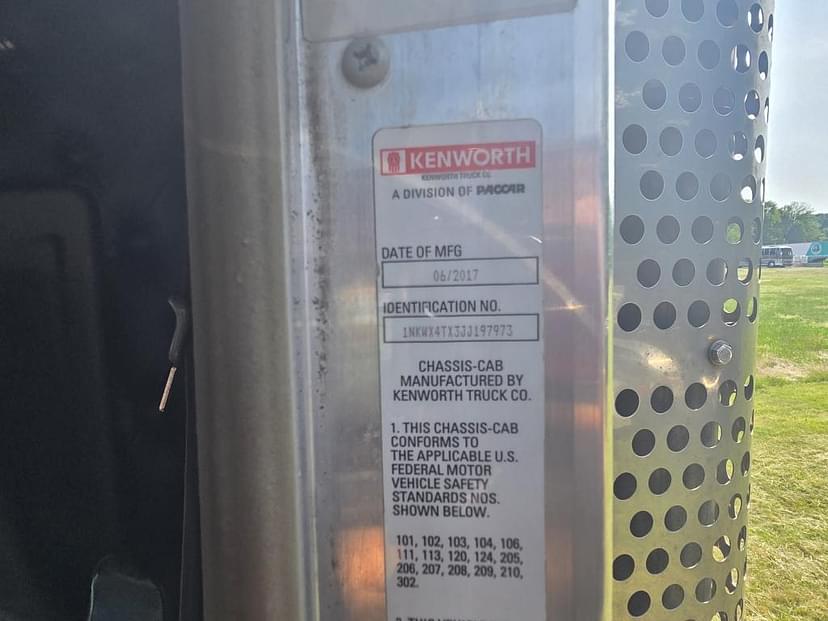 KENWORTH
KENWORTH TRUCK CO.
A DIVISION OF PACCAR
DATE OF MFG
06/2017
IDENTIFICATION NO.
1NKWX4TX3JJ197973
CHASSIS-CAB
MANUFACTURED BY
KENWORTH TRUCK CO.
1. THIS CHASSIS-CAB
CONFORMS TO
THE APPLICABLE U.S.
FEDERAL MOTOR
VEHICLE SAFETY
STANDARDS NOS.
SHOWN BELOW.
101, 102, 103, 104, 106,
111, 113, 120, 124, 205,
206, 207, 208, 209, 210,
302.